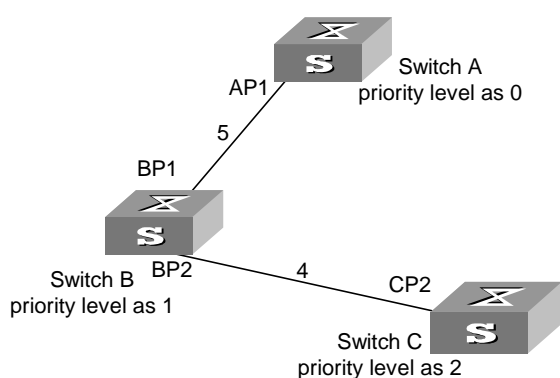 S
AP1
Switch A
priority level as 0
5
BP1
S
BP2
Switch B
priority level as 1
4
CP2
S
Switch C
priority level as 2